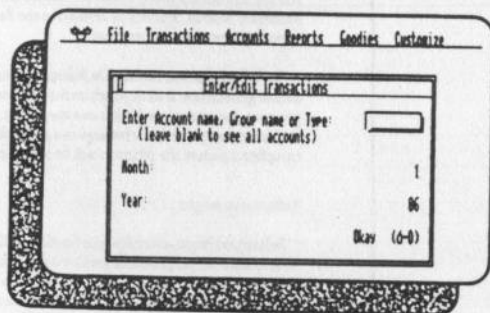 File Transactions Accounts Reports Goodies Customize
Enter/Edit Transactions
Enter Account name, Group name or Type:
(leave blank to see all accounts)
Month: 1
Year: 86
Okay (ô-O)